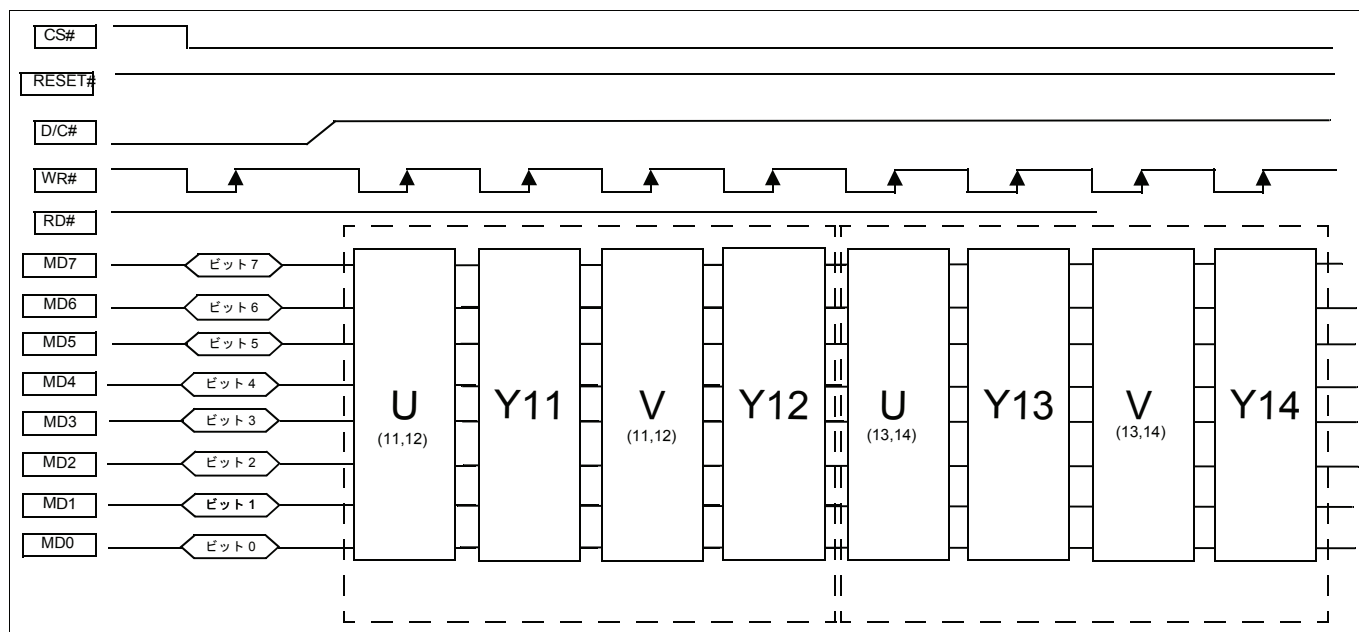 CS#
RESET#
D/C#
WR#
RD#
MD7 ビット 7
MD6 ビット 6
MD5 ビット 5
MD4 ビット 4
MD3 ビット 3
MD2 ビット 2
MD1 ビット 1
MD0 ビット 0
U Y11 V Y12 U Y13 V Y14
(11,12) (11,12) (13,14) (13,14)